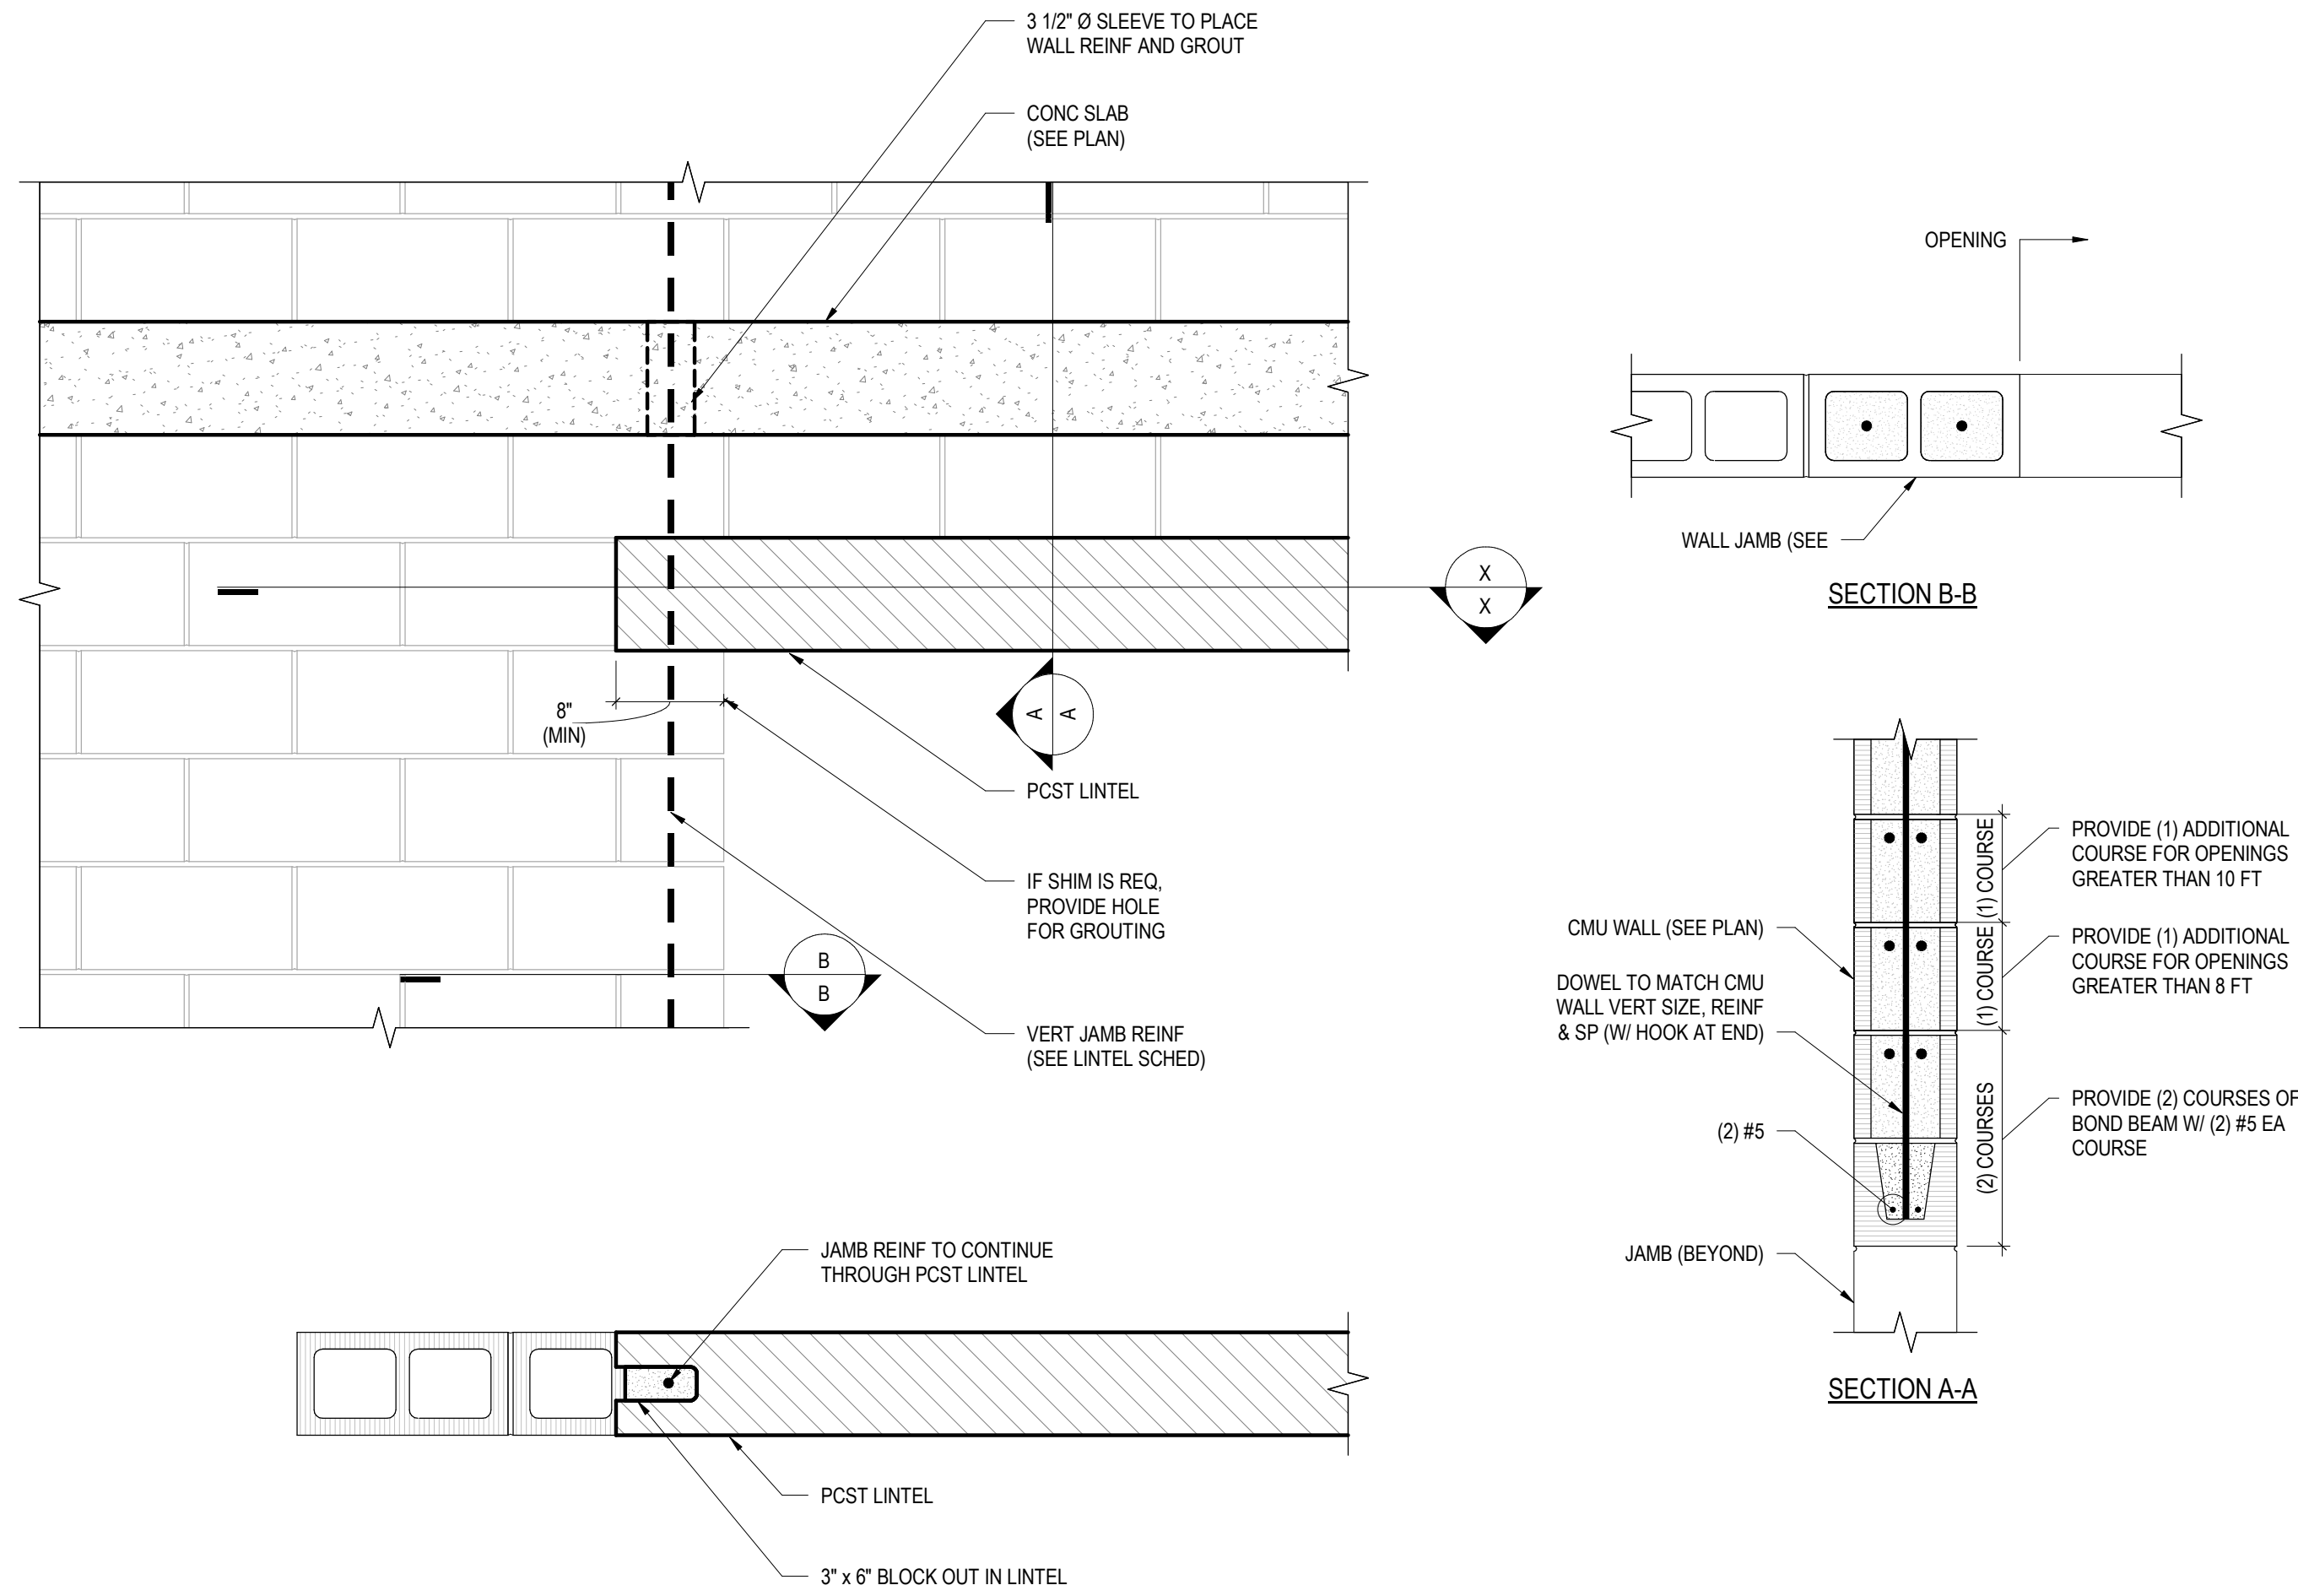 3 1/2" Ø SLEEVE TO PLACE
WALL REINF AND GROUT
CONC SLAB
(SEE PLAN)
X
X
8"
(MIN)
A
A
PCST LINTEL
IF SHIM IS REQ,
PROVIDE HOLE
FOR GROUTING
B
B
VERT JAMB REINF
(SEE LINTEL SCHED)
JAMB REINF TO CONTINUE
THROUGH PCST LINTEL
PCST LINTEL
3" x 6" BLOCK OUT IN LINTEL
OPENING
WALL JAMB (SEE
SECTION B-B
CMU WALL (SEE PLAN)
DOWEL TO MATCH CMU
WALL VERT SIZE, REINF
& SP (W/ HOOK AT END)
(2) #5
JAMB (BEYOND)
(1) COURSE
(1) COURSE
(2) COURSES
PROVIDE (1) ADDITIONAL
COURSE FOR OPENINGS
GREATER THAN 10 FT
PROVIDE (1) ADDITIONAL
COURSE FOR OPENINGS
GREATER THAN 8 FT
PROVIDE (2) COURSES OF
BOND BEAM W/ (2) #5 EA
COURSE
SECTION A-A